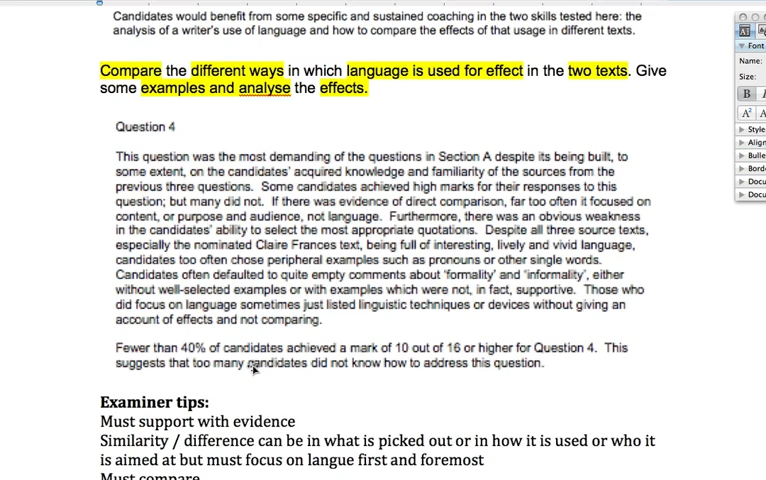 Candidates would benefit from some specific and sustained coaching in the two skills tested here: the
analysis of a writer's use of language and how to compare the effects of that usage in different texts.
Compare the different ways in which language is used for effect in the two texts. Give
some examples and analyse the effects.
Question 4
This question was the most demanding of the questions in Section A despite its being built, to
some extent, on the candidates' acquired knowledge and familiarity of the sources from the
previous three questions. Some candidates achieved high marks for their responses to this
question; but many did not. If there was evidence of direct comparison, far too often it focused on
content, or purpose and audience, not language. Furthermore, there was an obvious weakness
in the candidates' ability to select the most appropriate quotations. Despite all three source texts,
especially the nominated Claire Frances text, being full of interesting, lively and vivid language,
candidates too often chose peripheral examples such as pronouns or other single words.
Candidates often defaulted to quite empty comments about 'formality' and 'informality', either
without well-selected examples or with examples which were not, in fact, supportive. Those who
did focus on language sometimes just listed linguistic techniques or devices without giving an
account of effects and not comparing.
Fewer than 40% of candidates achieved a mark of 10 out of 16 or higher for Question 4. This
suggests that too many candidates did not know how to address this question.
Examiner tips:
Must support with evidence
Similarity / difference can be in what is picked out or in how it is used or who it
is aimed at but must focus on langue first and foremost
Must compare
Font
Name:
Size:
B I
A²
Style
Align
Bulle
Bord
Docu
Docu